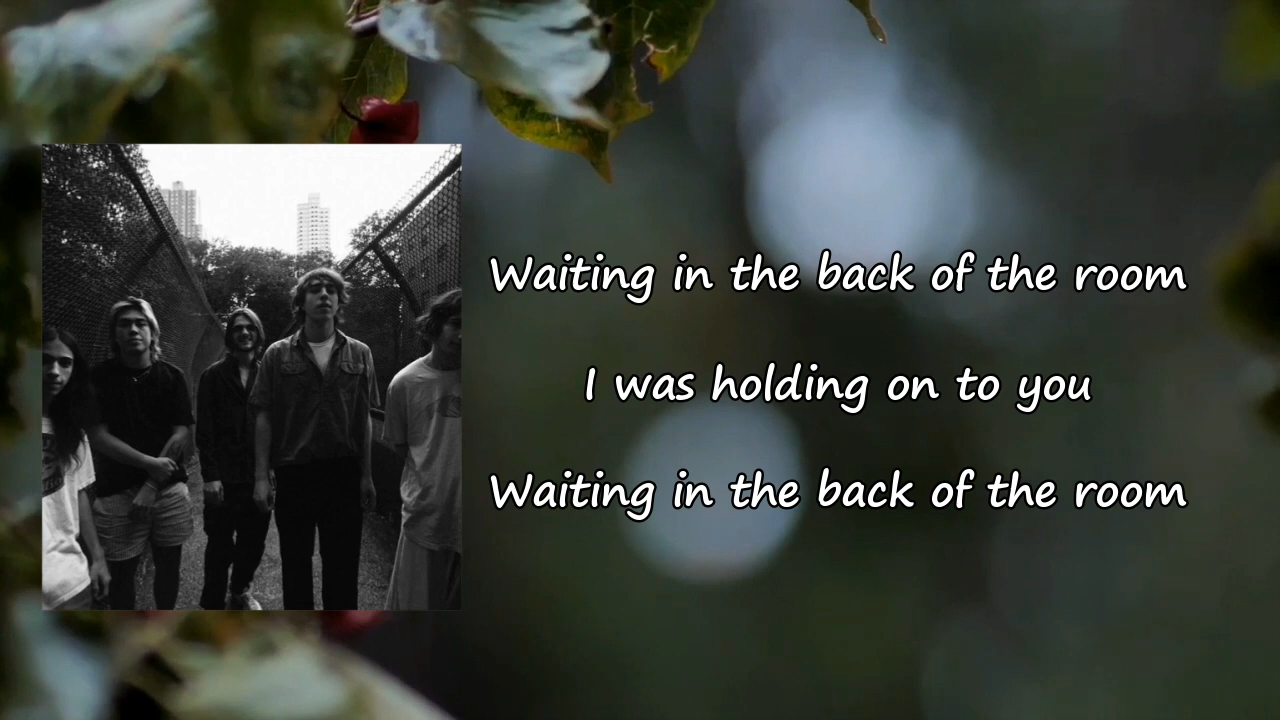 Waiting in the back of the room
I was holding on to you
Waiting in the back of the room